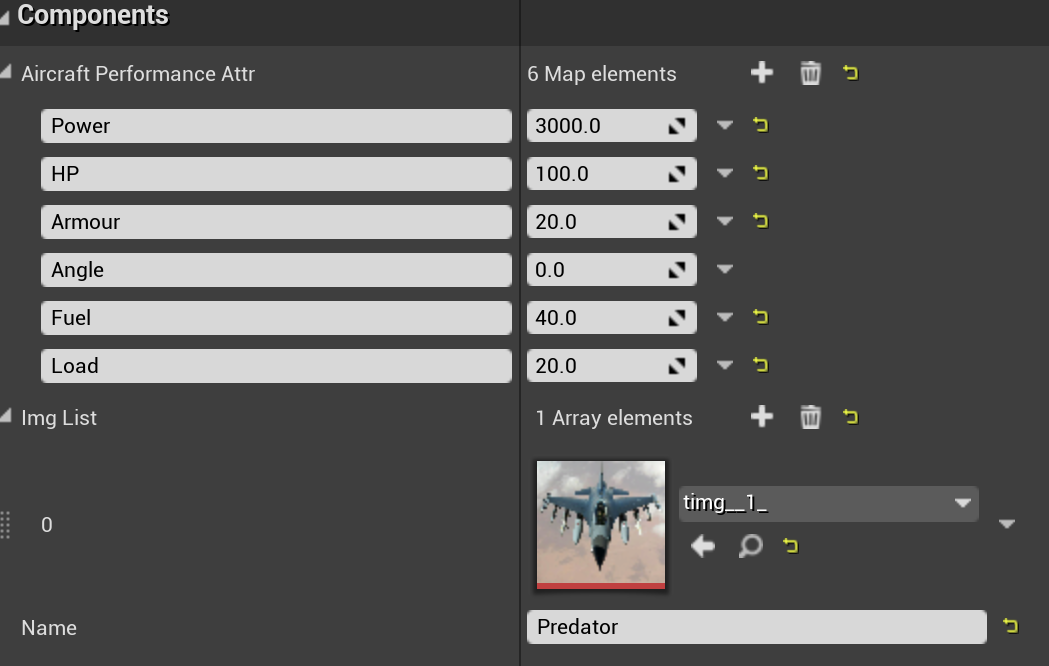 Components
Aircraft Performance Attr 6 Map elements
Power 3000.0
HP 100.0
Armour 20.0
Angle 0.0
Fuel 40.0
Load 20.0
Img List 1 Array elements
0 timg__1_
Name Predator